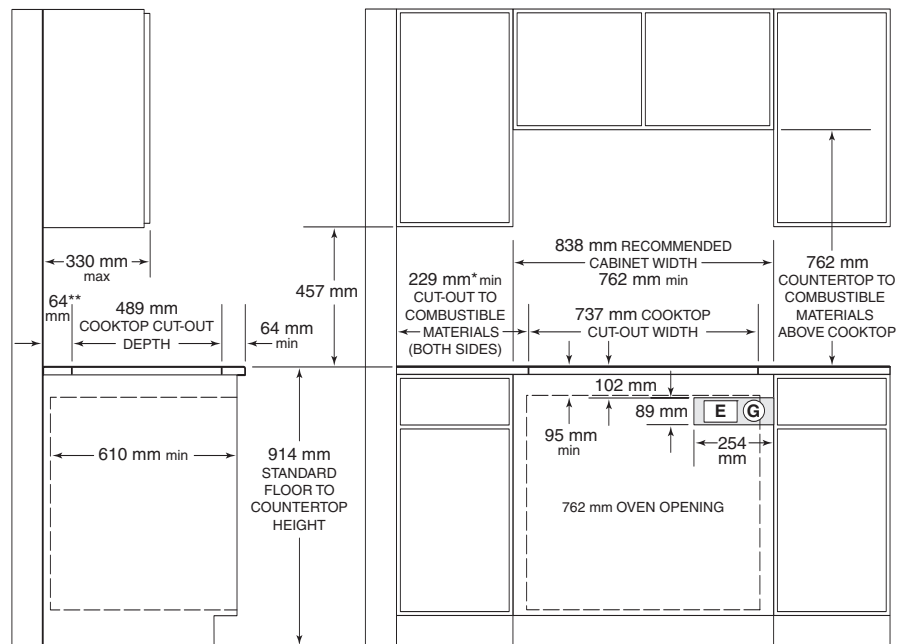 330 mm
max
64**
mm
489 mm
COOKTOP CUT-OUT
DEPTH
64 mm
min
457 mm
610 mm min
914 mm
STANDARD
FLOOR TO
COUNTERTOP
HEIGHT
838 mm RECOMMENDED
CABINET WIDTH
762 mm min
229 mm* min
CUT-OUT TO
COMBUSTIBLE
MATERIALS
(BOTH SIDES)
737 mm COOKTOP
CUT-OUT WIDTH
762 mm
COUNTERTOP TO
COMBUSTIBLE
MATERIALS
ABOVE COOKTOP
102 mm
89 mm
E G
95 mm
min
254
mm
762 mm OVEN OPENING